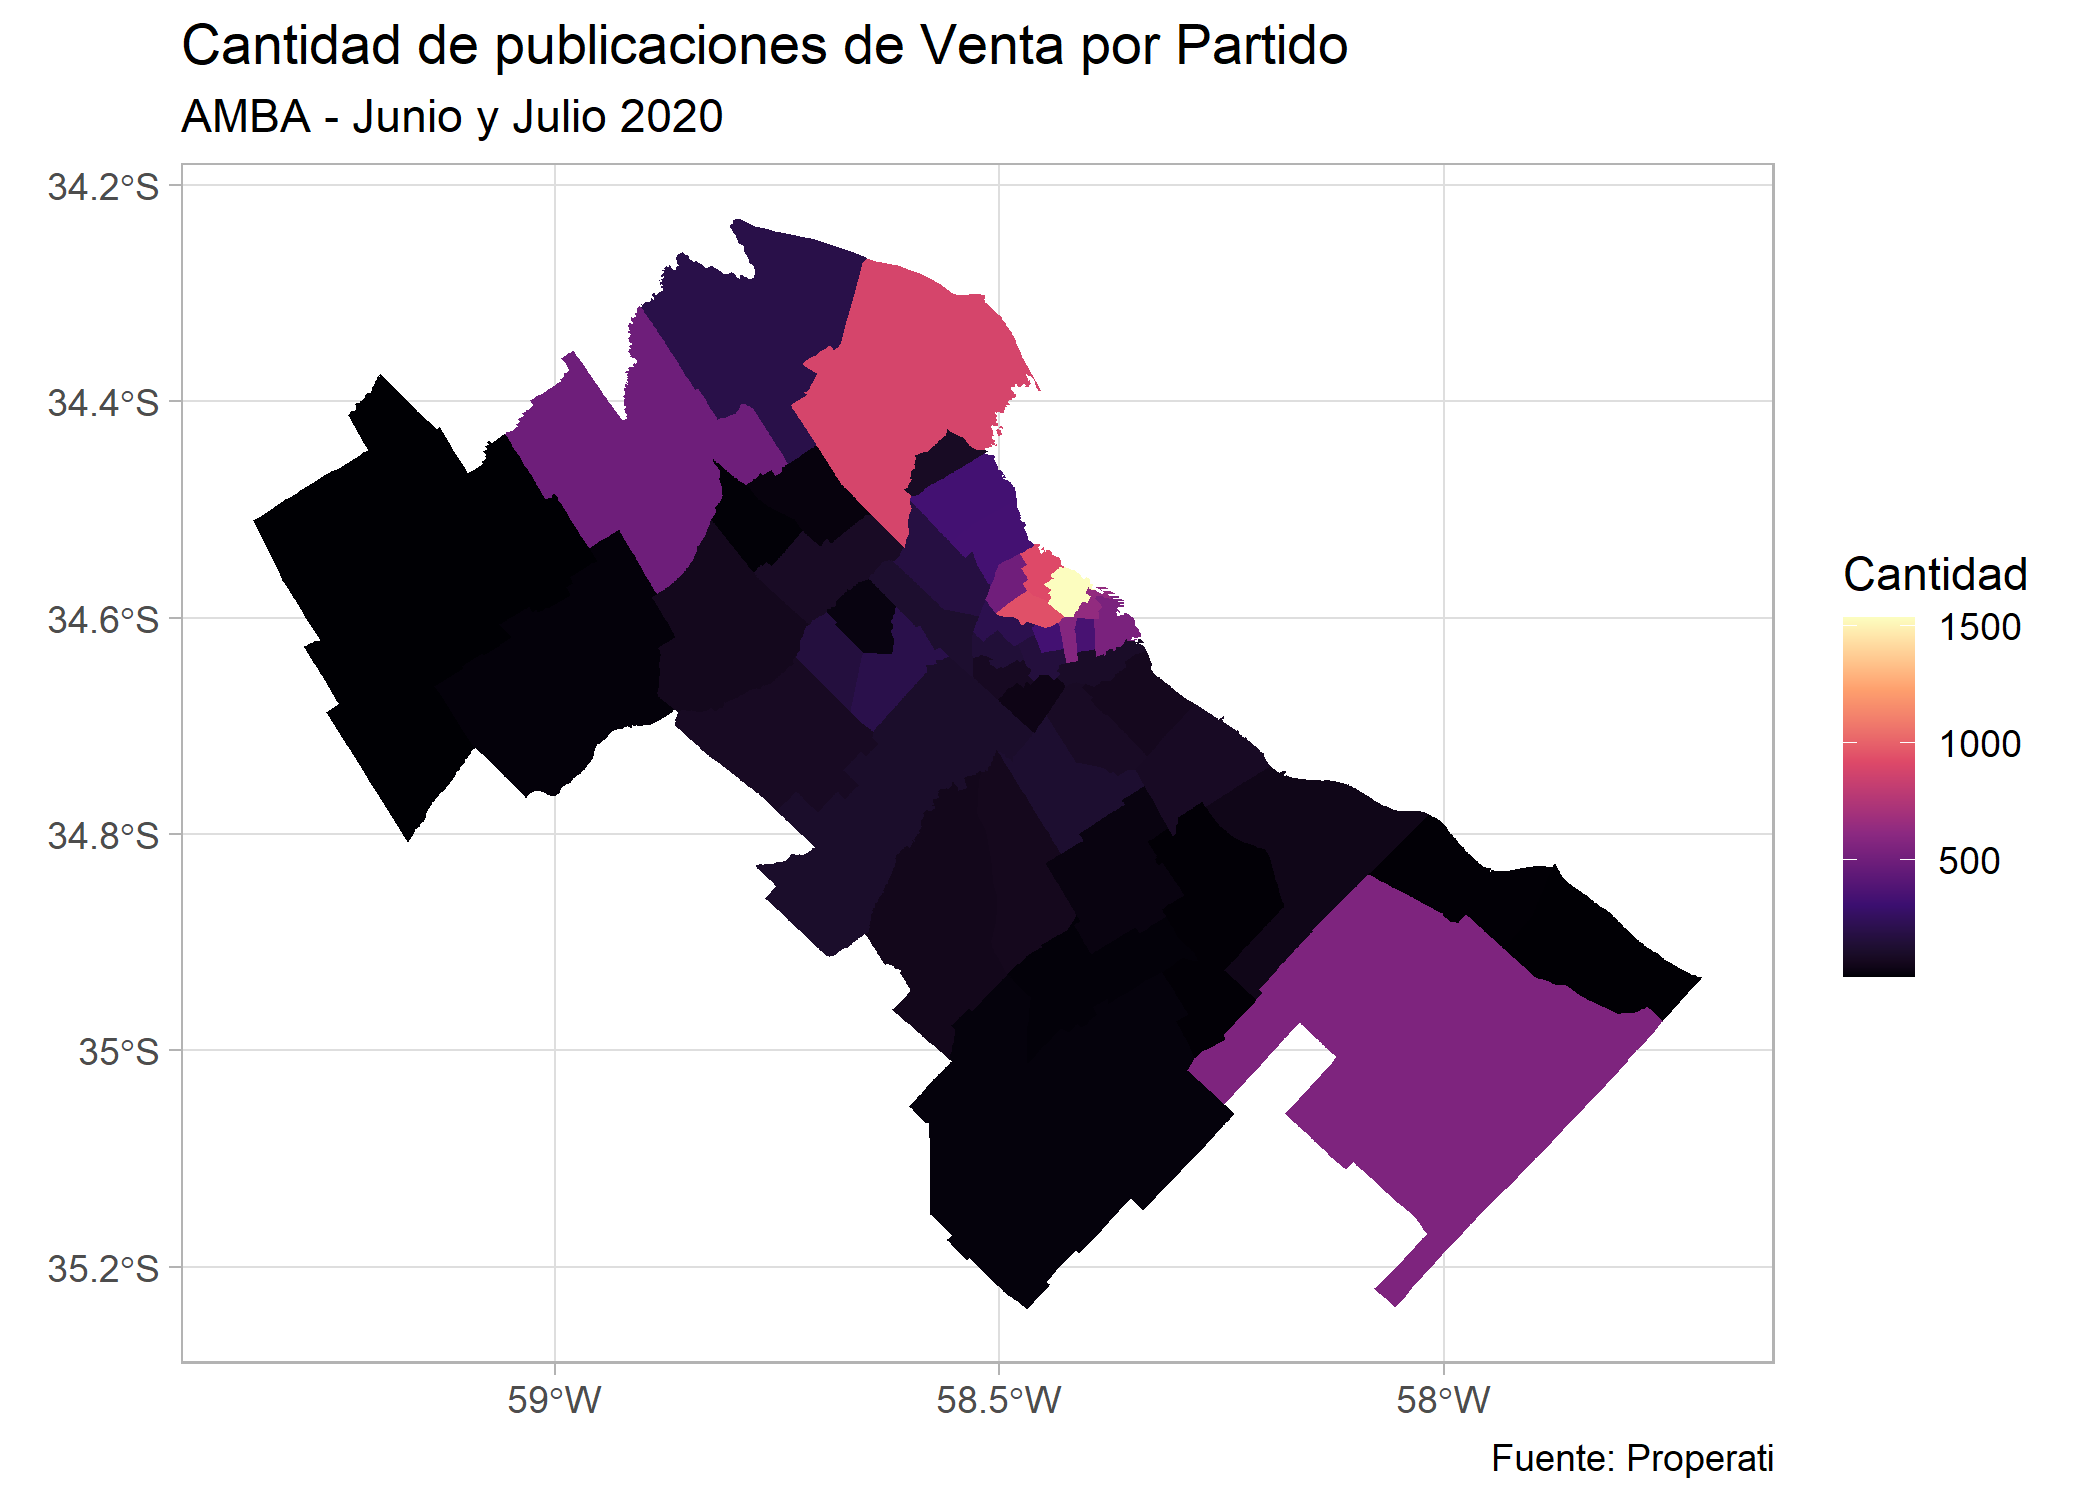 Cantidad de publicaciones de Venta por Partido
AMBA - Junio y Julio 2020
34.2°S
34.4°S
34.6°S
34.8°S
35°S
35.2°S
59°W
58.5°W
58°W
Cantidad
1500
1000
500
Fuente: Properati